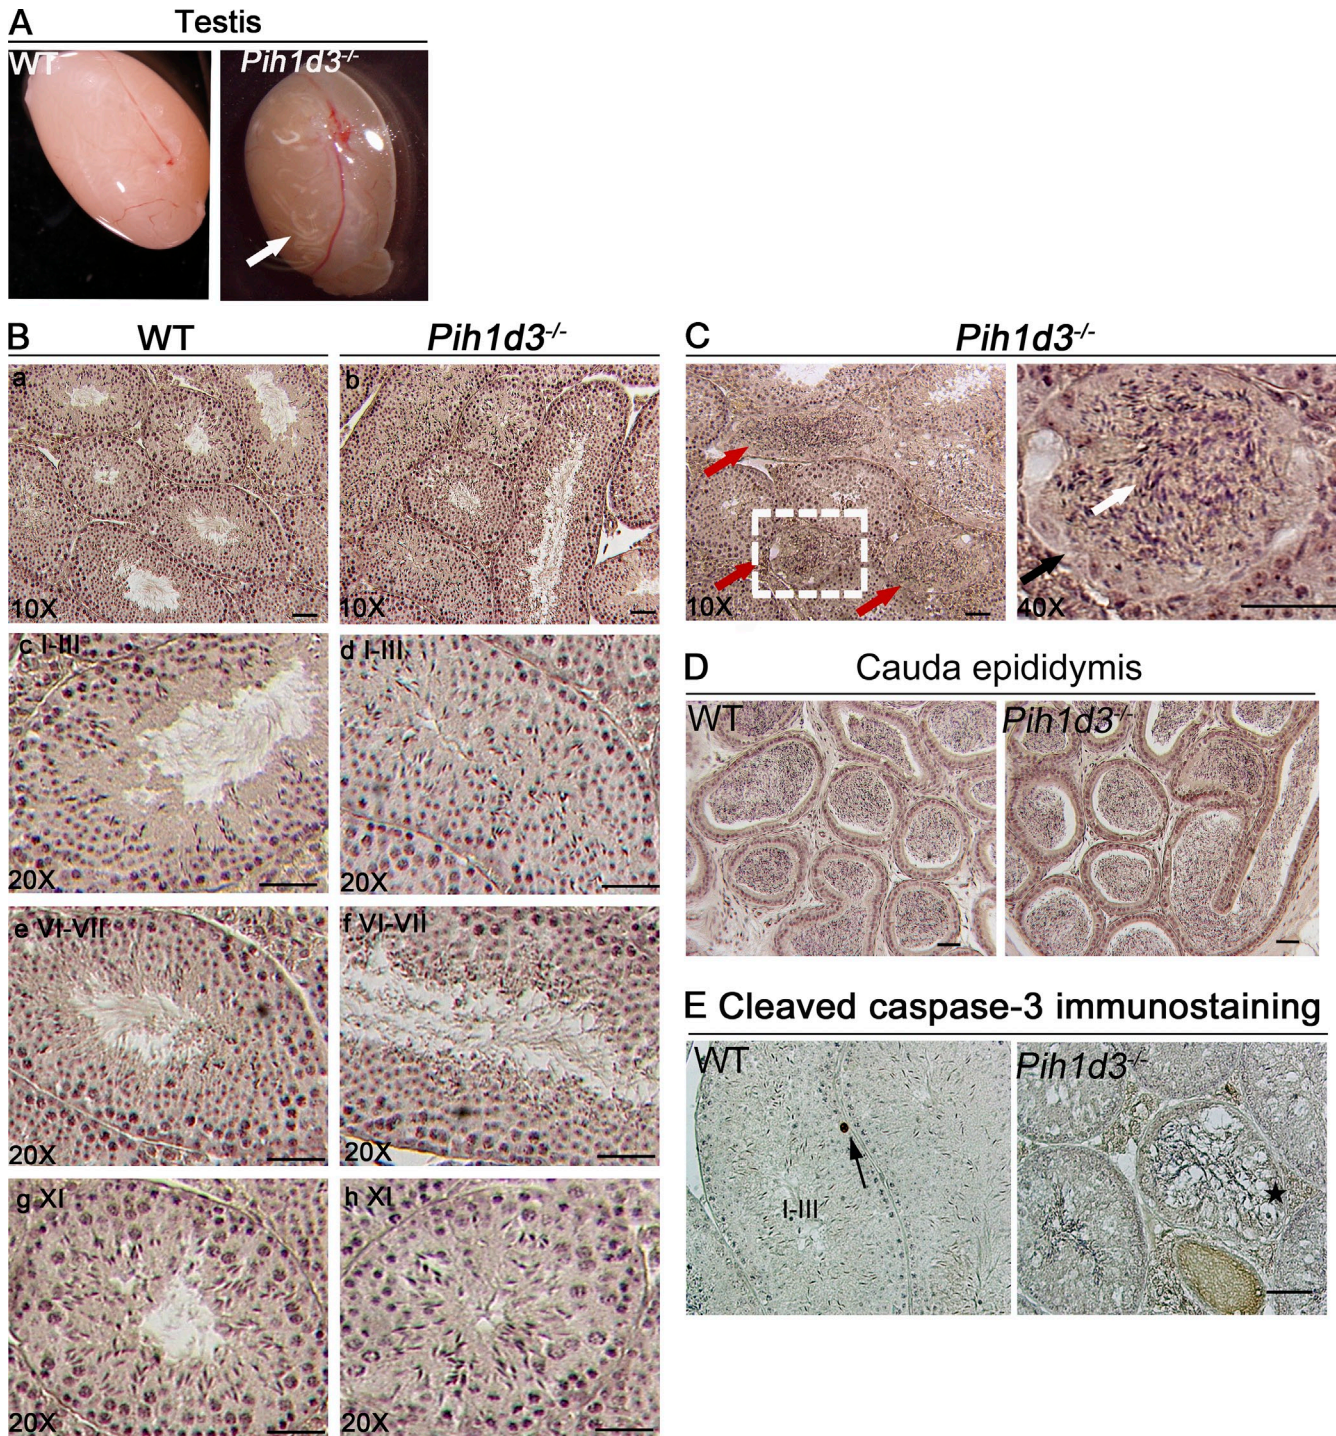 A Testis
WT Pih1d3-/-
B WT Pih1d3-/-
C Pih1d3-/-
a b
10X 10X
10X 40X
c I-III d I-III
20X 20X
D Cauda epididymis
WT Pih1d3-/-
e VI-VII f VI-VII
20X 20X
E Cleaved caspase-3 immunostaining
WT Pih1d3-/-
I-III
g XI h XI
20X 20X